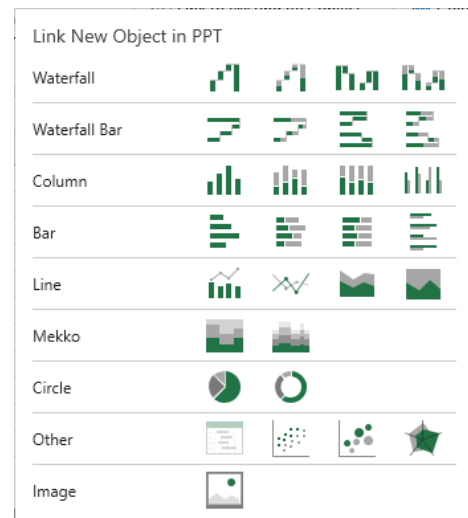 Link New Object in PPT
Waterfall
Waterfall Bar
Column
Bar
Line
Mekko
Circle
Other
Image